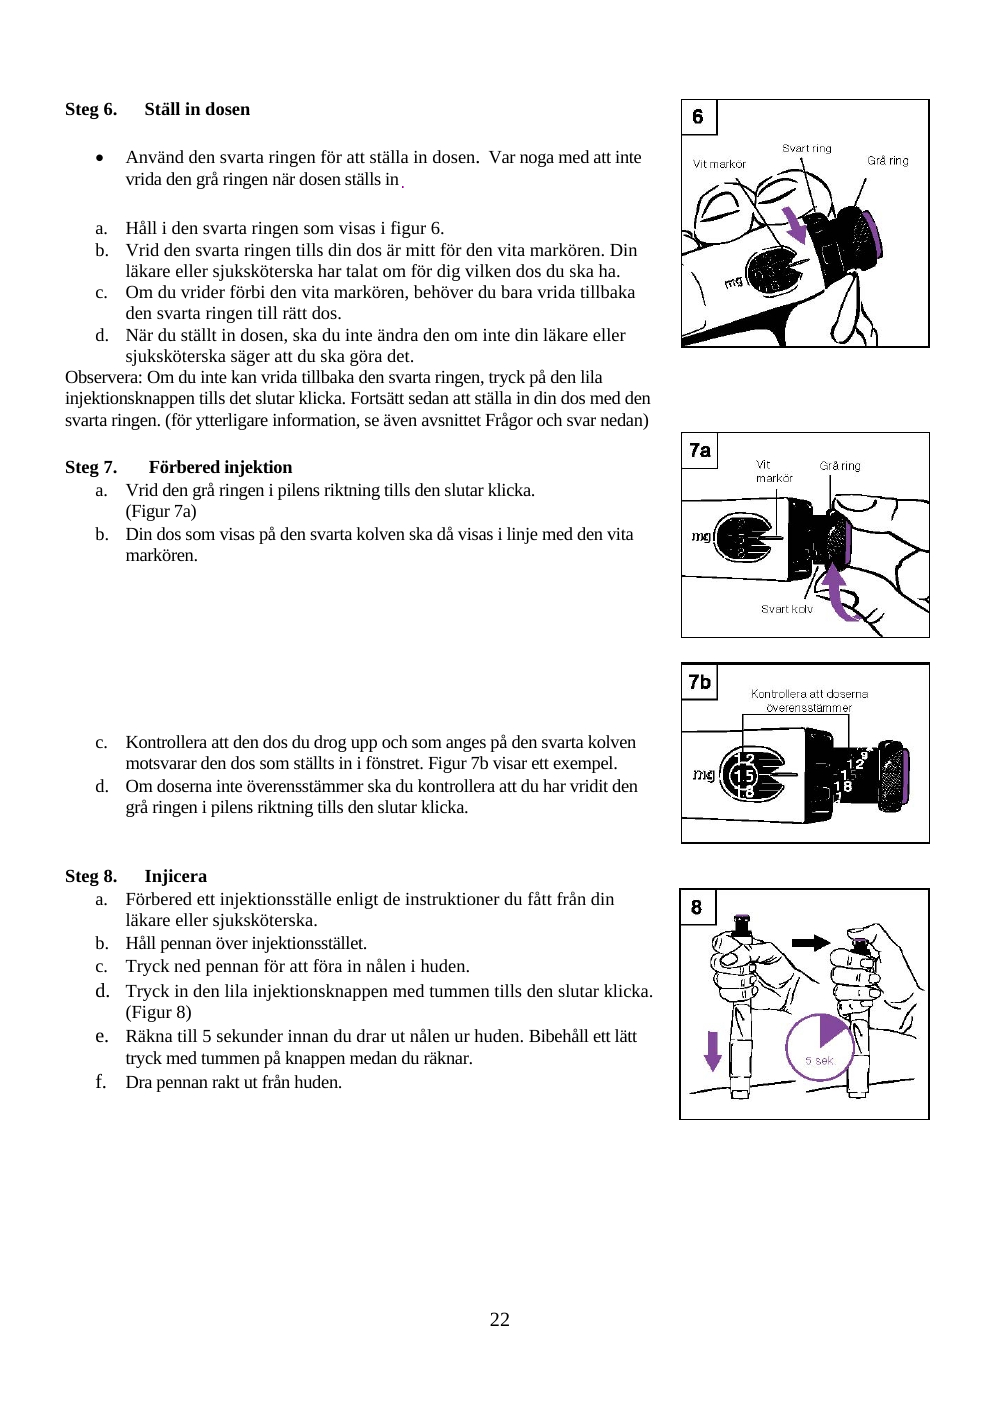 Steg 6. Ställ in dosen
• Använd den svarta ringen för att ställa in dosen. Var noga med att inte
vrida den grå ringen när dosen ställs in.
a. Håll i den svarta ringen som visas i figur 6.
b. Vrid den svarta ringen tills din dos är mitt för den vita markören. Din
läkare eller sjuksköterska har talat om för dig vilken dos du ska ha.
c. Om du vrider förbi den vita markören, behöver du bara vrida tillbaka
den svarta ringen till rätt dos.
d. När du ställt in dosen, ska du inte ändra den om inte din läkare eller
sjuksköterska säger att du ska göra det.
Observera: Om du inte kan vrida tillbaka den svarta ringen, tryck på den lila
injektionsknappen tills det slutar klicka. Fortsätt sedan att ställa in din dos med den
svarta ringen. (för ytterligare information, se även avsnittet Frågor och svar nedan)
6
Svart ring
Vit markör
Grå ring
mg
Steg 7. Förbered injektion
a. Vrid den grå ringen i pilens riktning tills den slutar klicka.
(Figur 7a)
b. Din dos som visas på den svarta kolven ska då visas i linje med den vita
markören.
7a
Vit
markör
Grå ring
mg
Svart kolv
c. Kontrollera att den dos du drog upp och som anges på den svarta kolven
motsvarar den dos som ställts in i fönstret. Figur 7b visar ett exempel.
d. Om doserna inte överensstämmer ska du kontrollera att du har vridit den
grå ringen i pilens riktning tills den slutar klicka.
7b
Kontrollera att doserna
överensstämmer
mg
12
15
18
9
12
1
18
1
Steg 8. Injicera
a. Förbered ett injektionsställe enligt de instruktioner du fått från din
läkare eller sjuksköterska.
b. Håll pennan över injektionsstället.
c. Tryck ned pennan för att föra in nålen i huden.
d. Tryck in den lila injektionsknappen med tummen tills den slutar klicka.
(Figur 8)
e. Räkna till 5 sekunder innan du drar ut nålen ur huden. Bibehåll ett lätt
tryck med tummen på knappen medan du räknar.
f. Dra pennan rakt ut från huden.
8
5 sek.
22